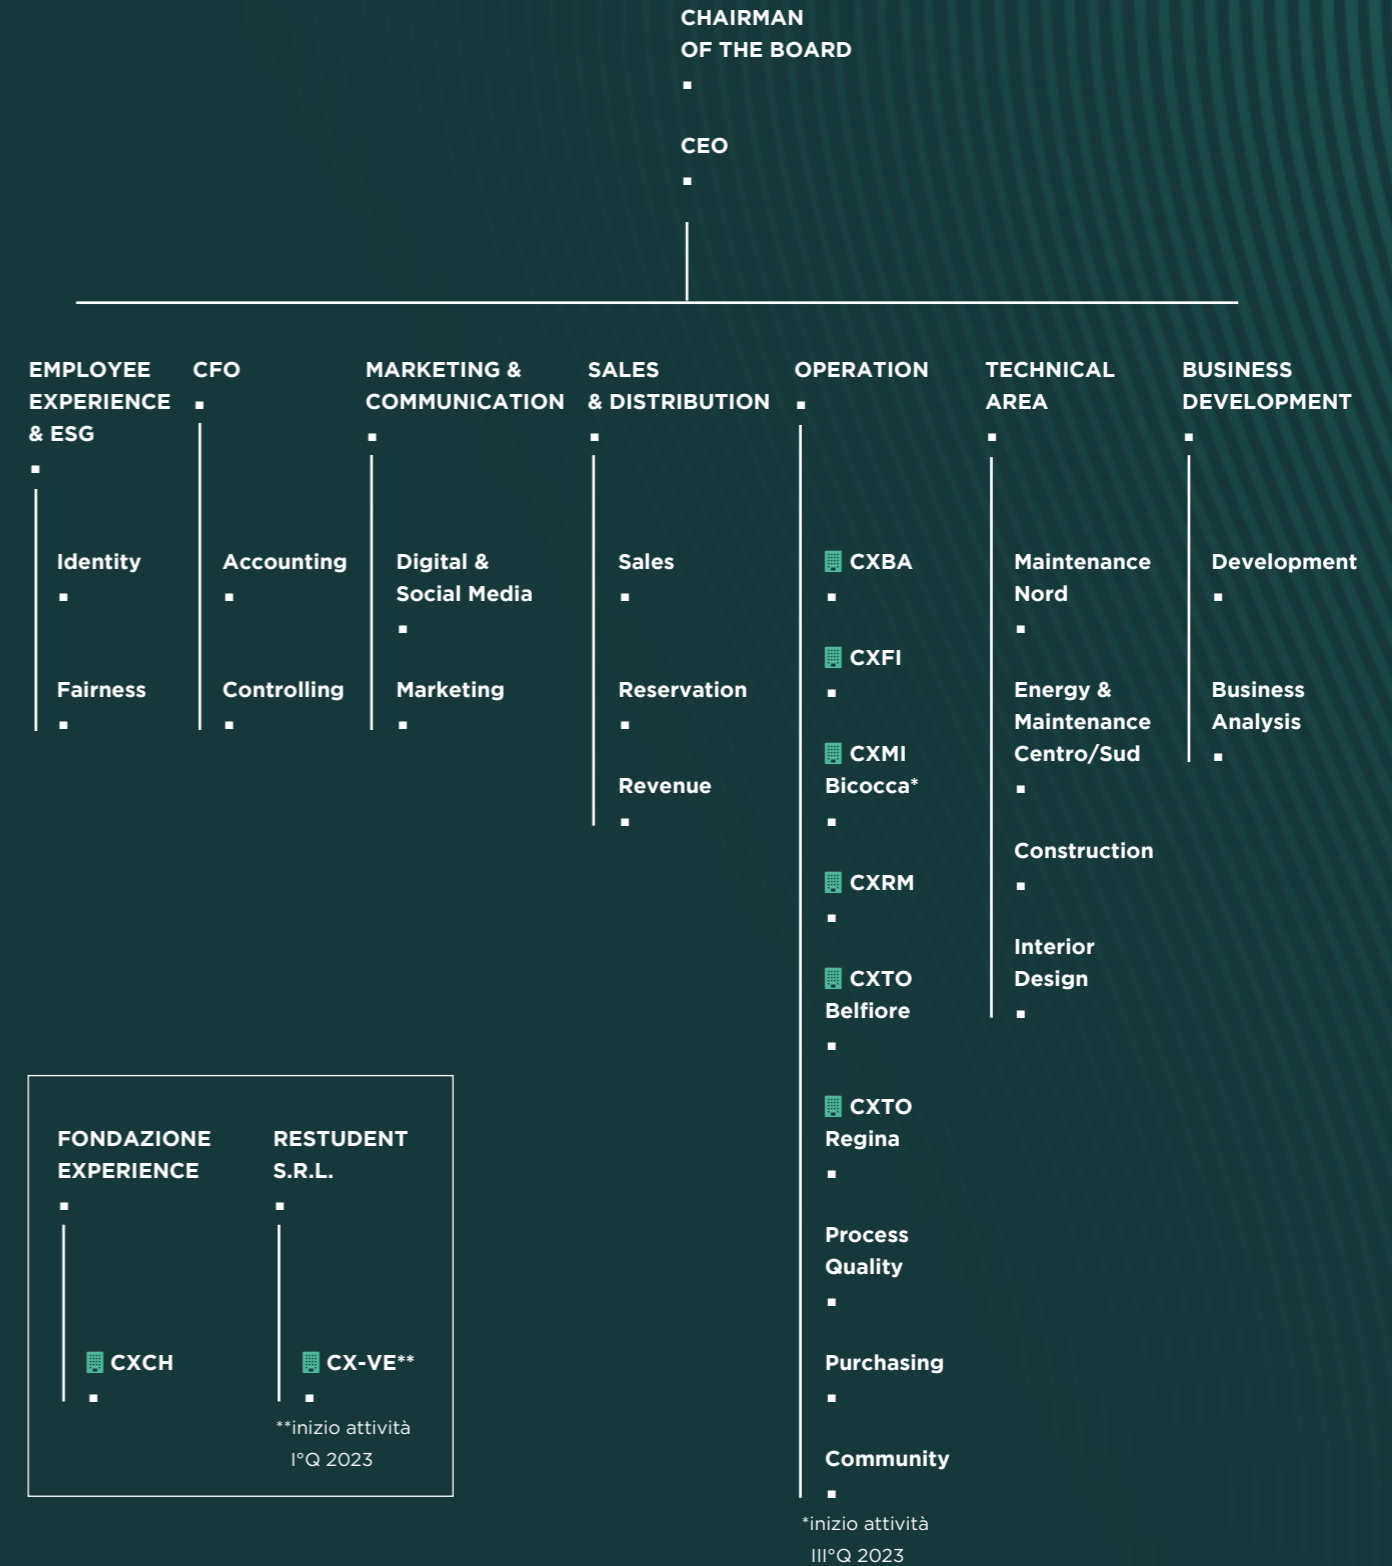 CHAIRMAN
OF THE BOARD
CEO
EMPLOYEE
EXPERIENCE
& ESG
Identity
Fairness
CFO
Accounting
Controlling
MARKETING &
COMMUNICATION
Digital &
Social Media
Marketing
SALES
& DISTRIBUTION
Sales
Reservation
Revenue
OPERATION
CXBA
CXFI
CXMI
Bicocca*
CXRM
CXTO
Belfiore
CXTO
Regina
Process
Quality
Purchasing
Community
*inizio attività
III°Q 2023
TECHNICAL
AREA
Maintenance
Nord
Energy &
Maintenance
Centro/Sud
Construction
Interior
Design
BUSINESS
DEVELOPMENT
Development
Business
Analysis
FONDAZIONE
EXPERIENCE
CXCH
RESTUDENT
S.R.L.
CX-VE**
**inizio attività
I°Q 2023